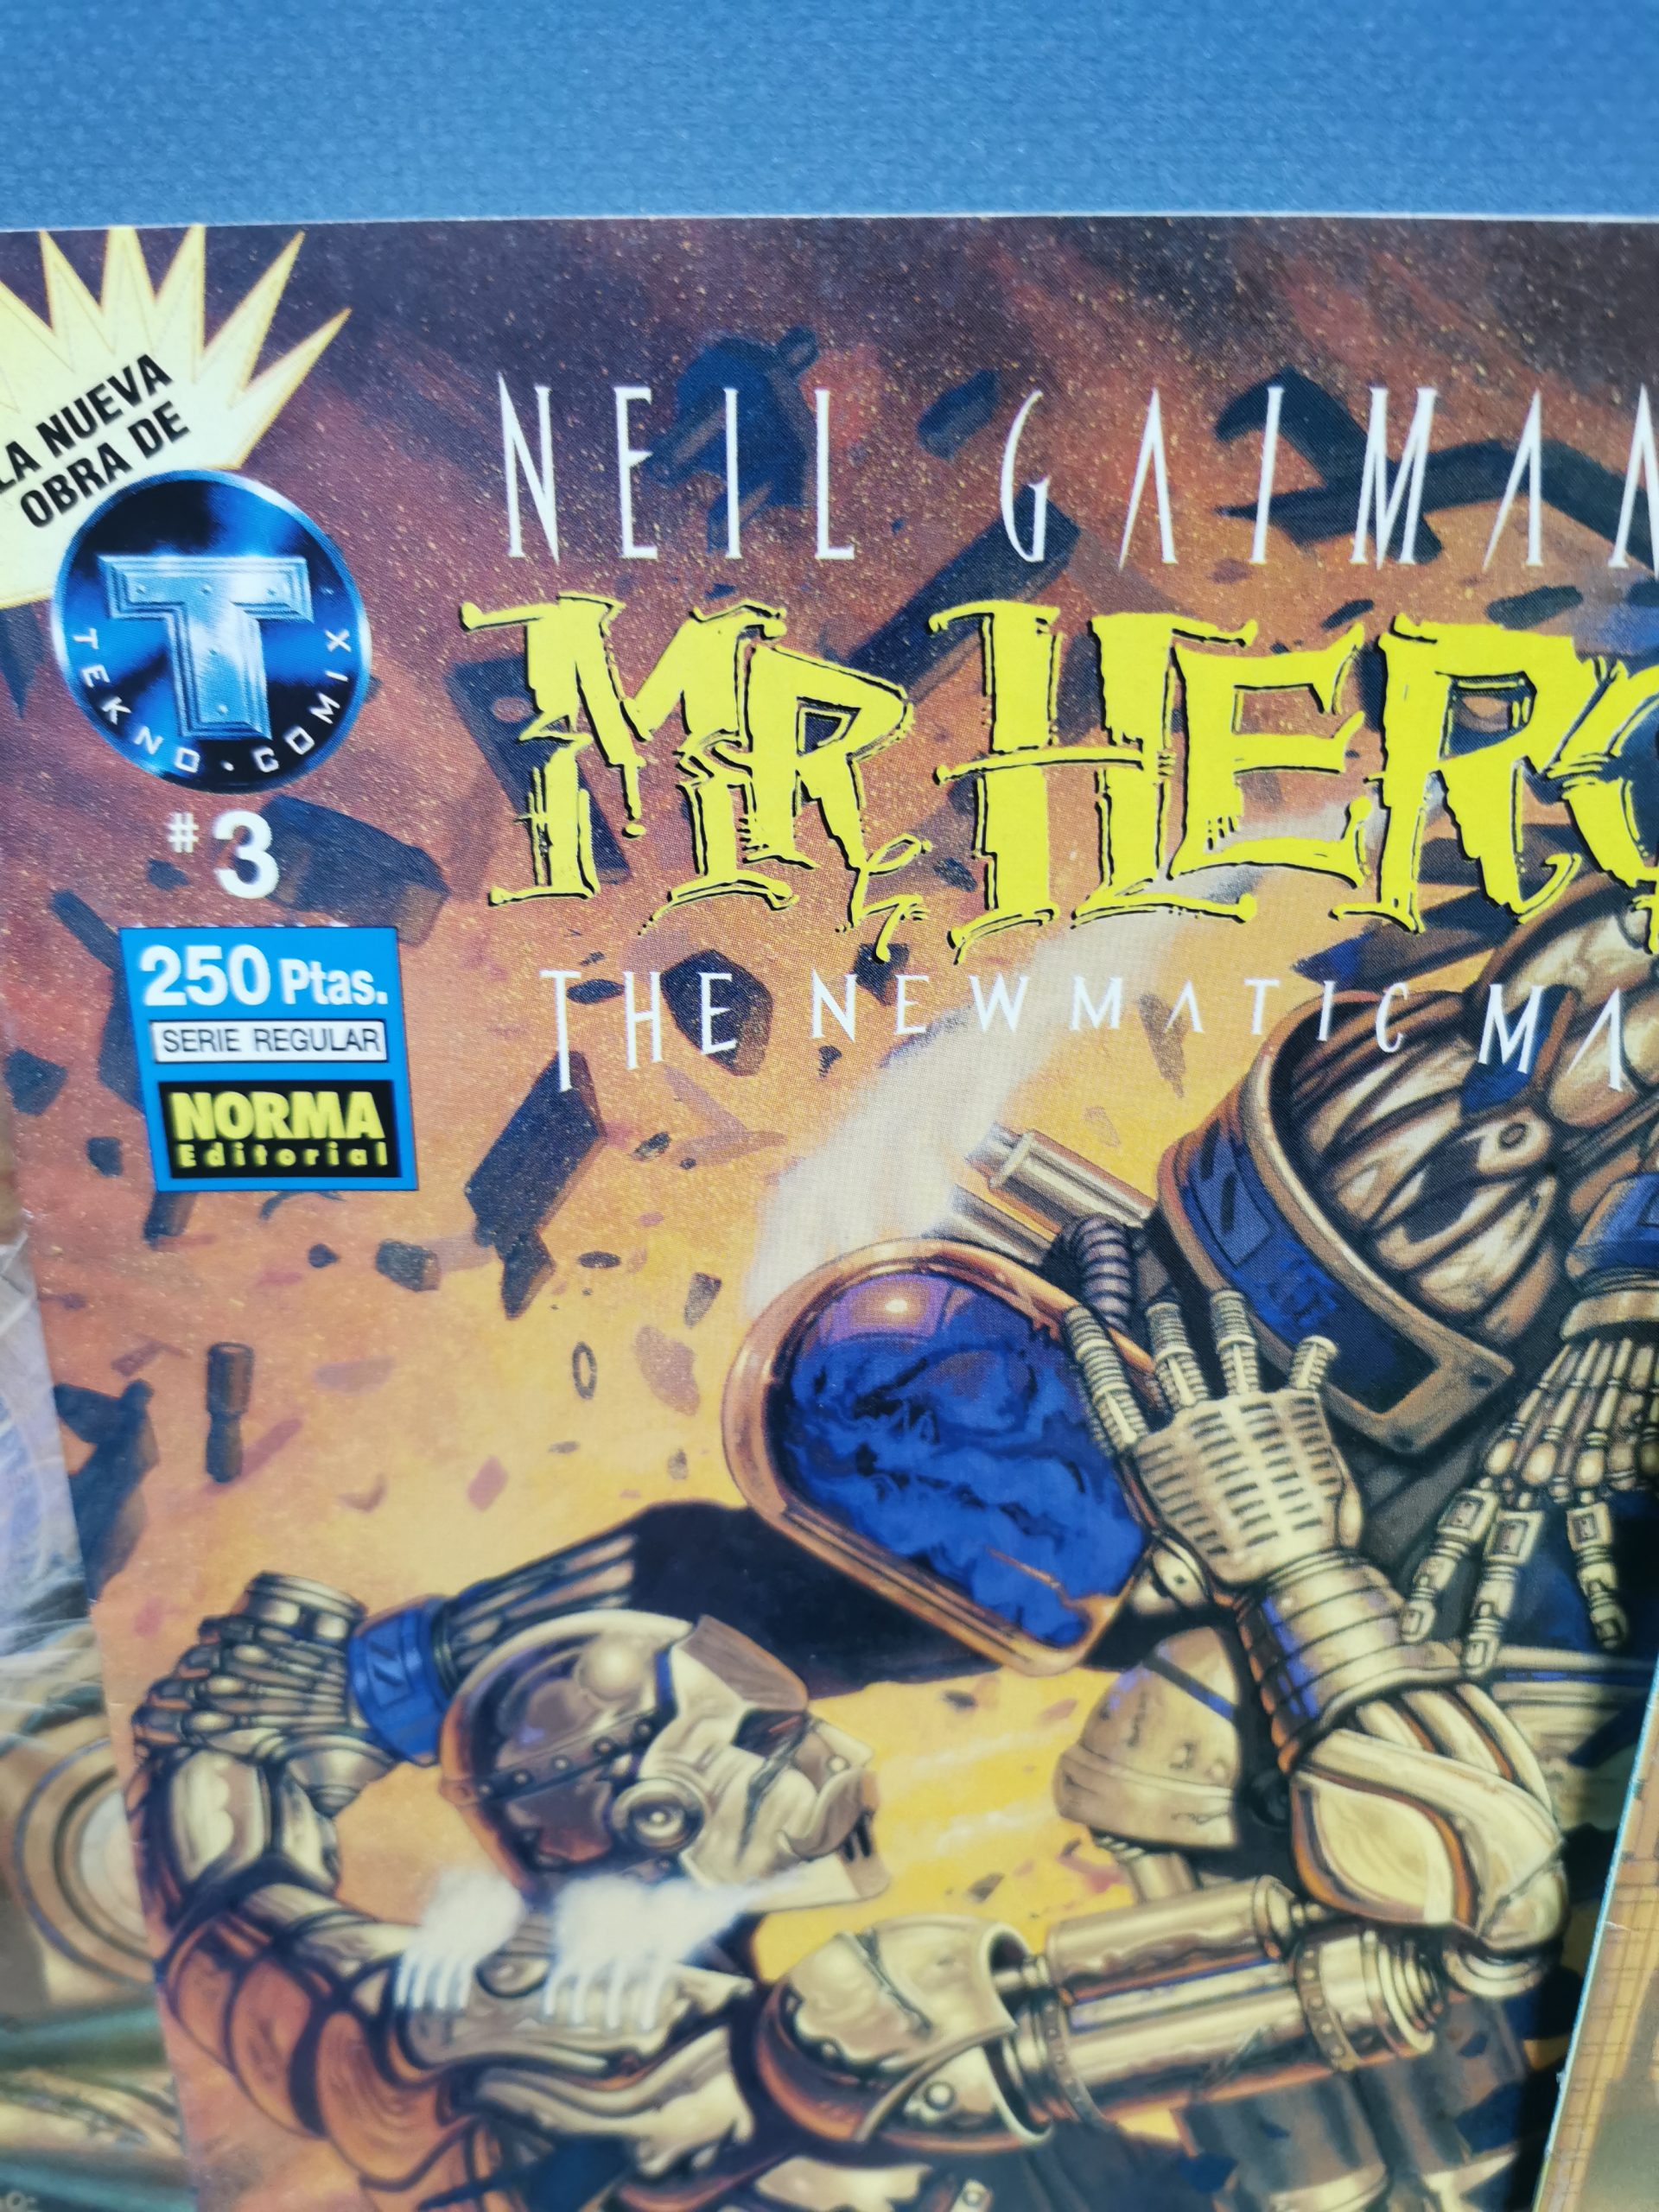 LA NUEVA
OBRA DE
T
TEKNO·COMIX
#3
250 Ptas.
SERIE REGULAR
NORMA
Editorial
NEIL GAIMAN
MR. HERO
THE NEWMATIC MA